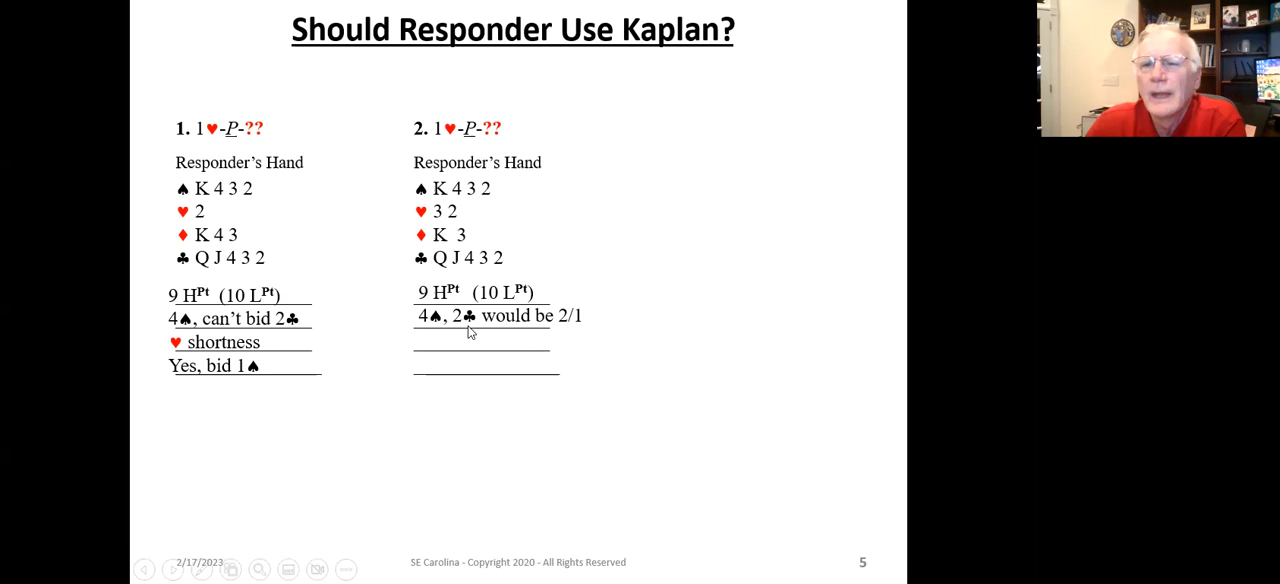 Should Responder Use Kaplan?
1. 1♥-P-??
Responder's Hand
♠ K 4 3 2
♥ 2
♦ K 4 3
♣ Q J 4 3 2
9 HPt (10 LPt)
4♠, can't bid 2♣
♥ shortness
Yes, bid 1♠
2. 1♥-P-??
Responder's Hand
♠ K 4 3 2
♥ 3 2
♦ K 3
♣ Q J 4 3 2
9 HPt (10 LPt)
4♠, 2♣ would be 2/1
2/17/2023
SE Carolina - Copyright 2020 - All Rights Reserved
5